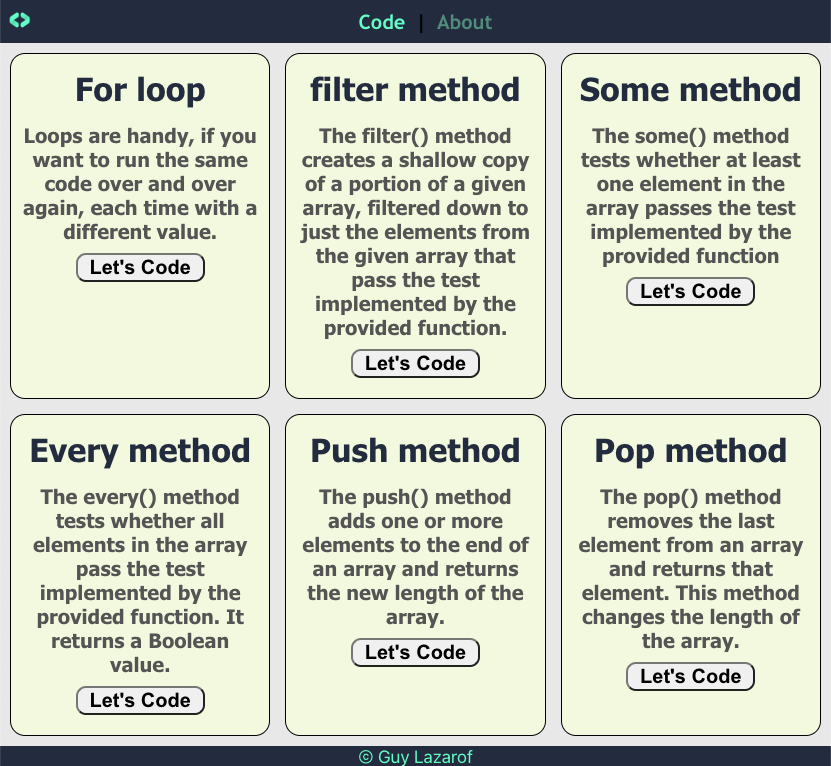 Code | About
For loop
Loops are handy, if you
want to run the same
code over and over
again, each time with a
different value.
Let's Code
filter method
The filter() method
creates a shallow copy
of a portion of a given
array, filtered down to
just the elements from
the given array that
pass the test
implemented by the
provided function.
Let's Code
Some method
The some() method
tests whether at least
one element in the
array passes the test
implemented by the
provided function
Let's Code
Every method
The every() method
tests whether all
elements in the array
pass the test
implemented by the
provided function. It
returns a Boolean
value.
Let's Code
Push method
The push() method
adds one or more
elements to the end of
an array and returns
the new length of the
array.
Let's Code
Pop method
The pop() method
removes the last
element from an array
and returns that
element. This method
changes the length of
the array.
Let's Code
© Guy Lazarof